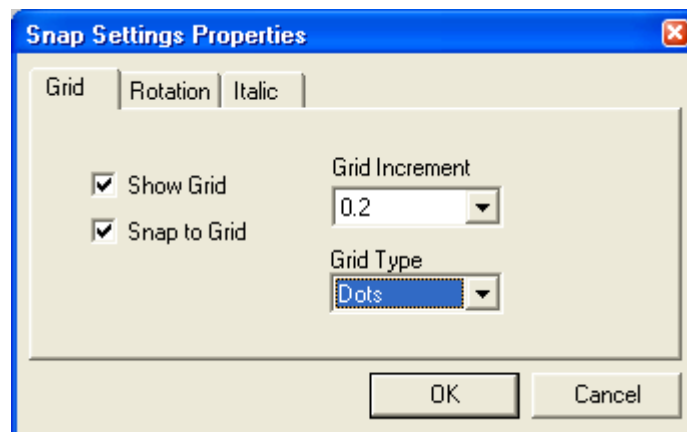 Snap Settings Properties
Grid Rotation Italic
Show Grid
Snap to Grid
Grid Increment
0.2
Grid Type
Dots
OK Cancel